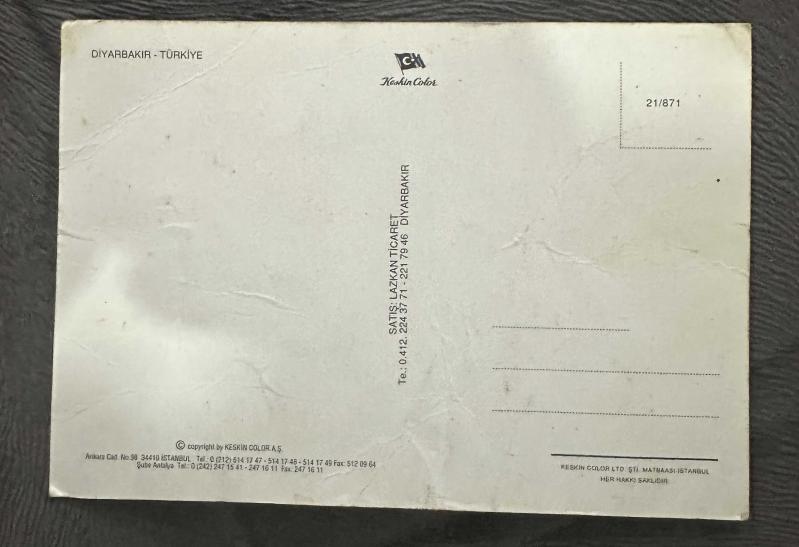 DİYARBAKIR - TÜRKİYE
Keskin Color
21/871
SATIŞ: LAZKAN TİCARET
Te.: 0.412. 224 37 71 - 221 79 46 DİYARBAKIR
© copyright by KESKİN COLOR A.Ş.
Ankara Cad. No.98 34410 İSTANBUL Tel.: 0 (212) 514 17 47 - 514 17 48 - 514 17 49 Fax: 512 09 64
Şube Antalya Tel.: 0 (242) 247 15 41 - 247 16 11 Fax: 247 16 11
KESKİN COLOR LTD. ŞTİ. MATBAASI-İSTANBUL
HER HAKKI SAKLIDIR